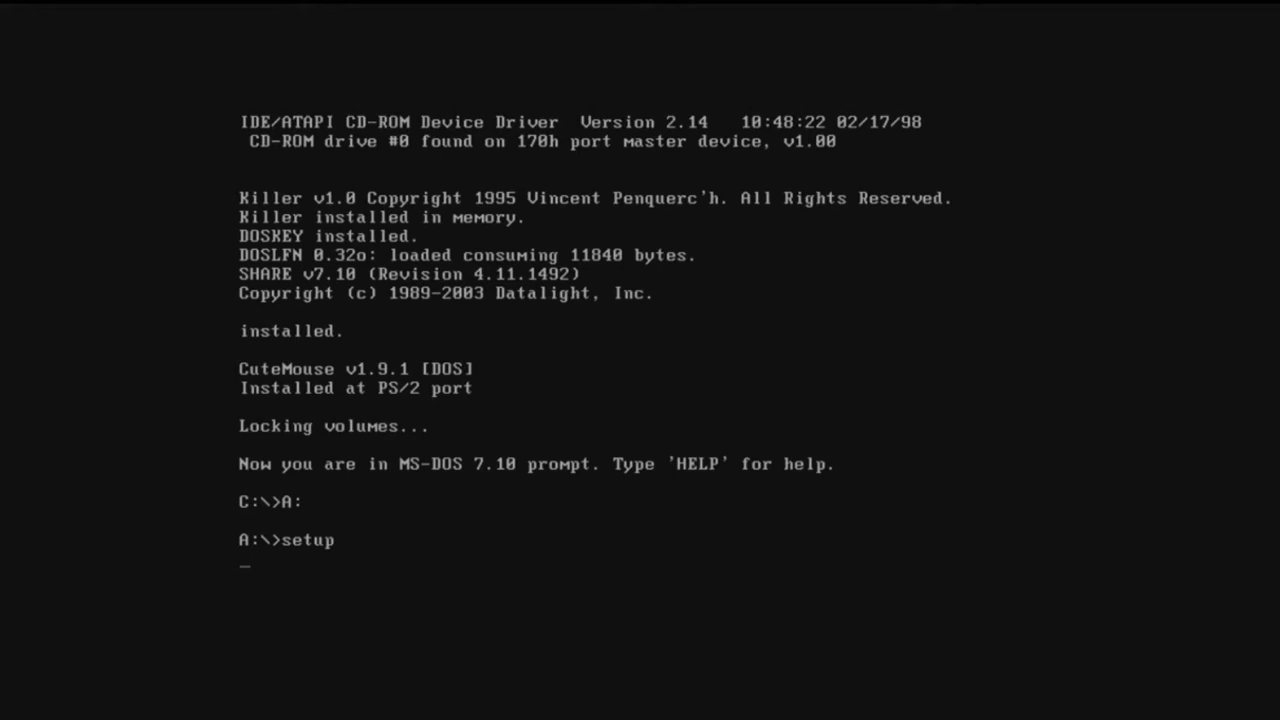 IDE/ATAPI CD-ROM Device Driver  Version 2.14   10:48:22 02/17/98
CD-ROM drive #0 found on 170h port master device, v1.00
Killer v1.0 Copyright 1995 Vincent Penquerc'h. All Rights Reserved.
Killer installed in memory.
DOSKEY installed.
DOSLFN 0.32o: loaded consuming 11840 bytes.
SHARE v7.10 (Revision 4.11.1492)
Copyright (c) 1989-2003 Datalight, Inc.
installed.
CuteMouse v1.9.1 [DOS]
Installed at PS/2 port
Locking volumes...
Now you are in MS-DOS 7.10 prompt. Type 'HELP' for help.
C:\>A:
A:\>setup
_